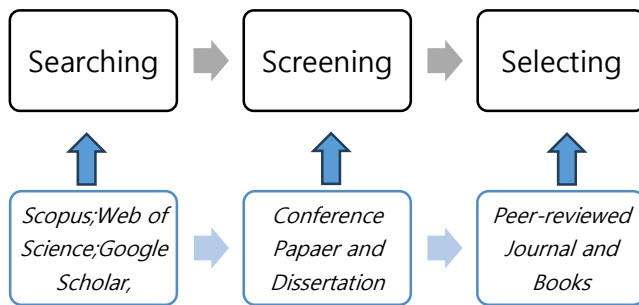 Searching
Screening
Selecting
Scopus;Web of
Science;Google
Scholar,
Conference
Papaer and
Dissertation
Peer-reviewed
Journal and
Books